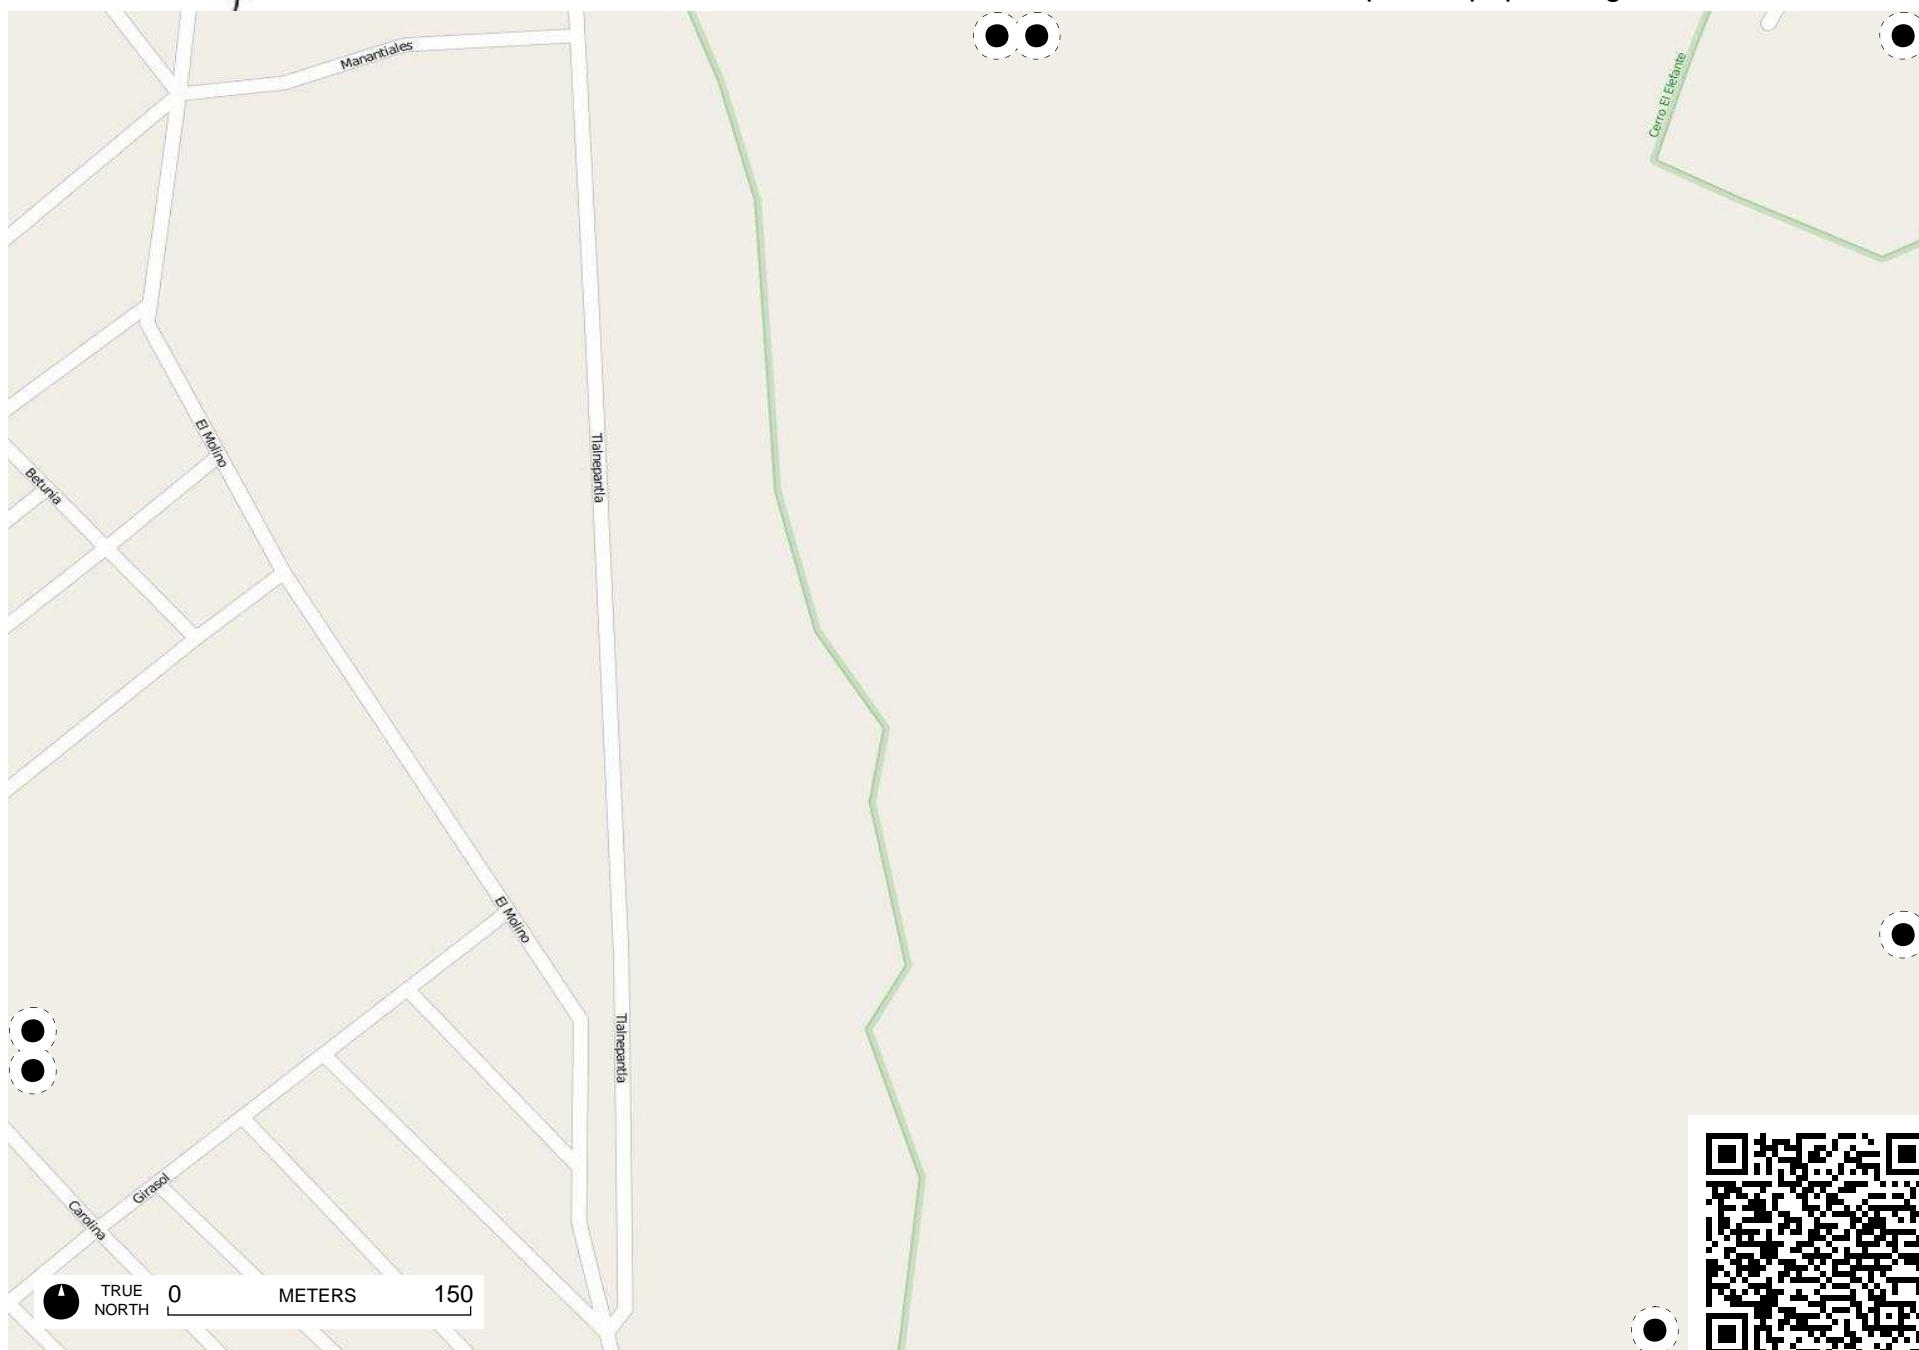 Manantiales
Cerro El Elefante
El Molino
Tlalnepantla
Betunia
El Molino
Tlalnepantla
Girasol
Carolina
TRUE
NORTH
0 METERS 150